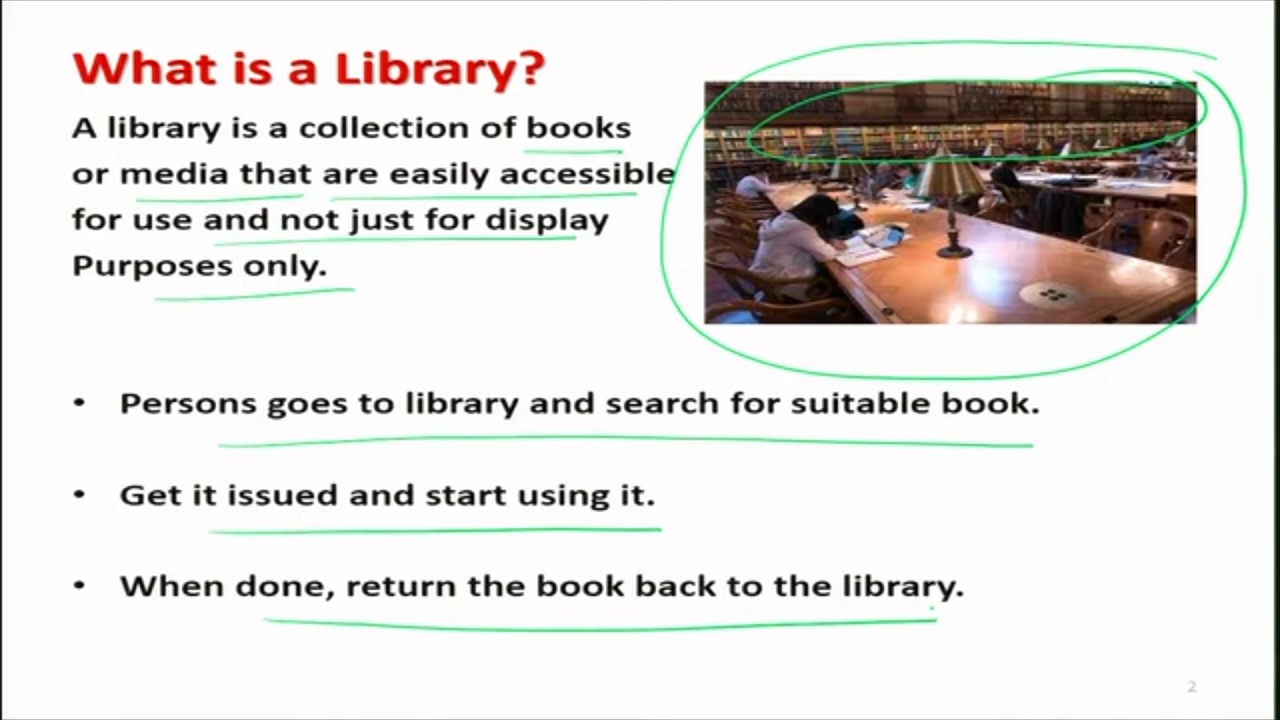 What is a Library?
A library is a collection of books
or media that are easily accessible
for use and not just for display
Purposes only.
• Persons goes to library and search for suitable book.
• Get it issued and start using it.
• When done, return the book back to the library.
2